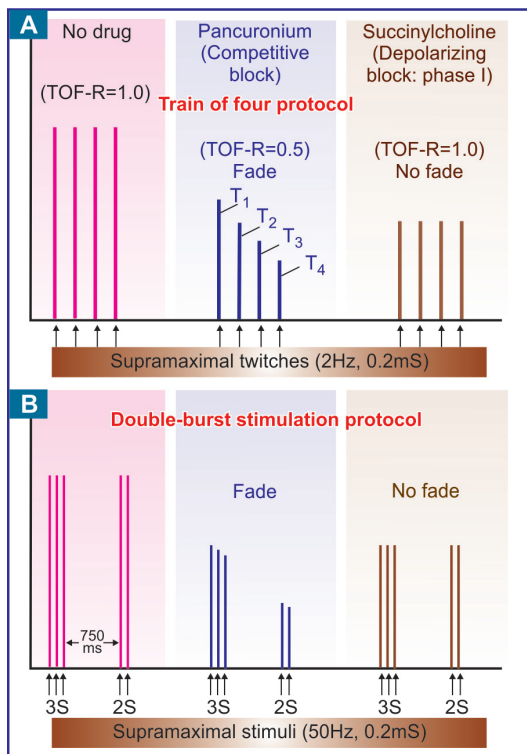 A
No drug
(TOF-R=1.0)
Pancuronium
(Competitive
block)
Succinylcholine
(Depolarizing
block: phase I)
Train of four protocol
(TOF-R=0.5)
Fade
(TOF-R=1.0)
No fade
T1
T2
T3
T4
Supramaximal twitches (2Hz, 0.2mS)
B
Double-burst stimulation protocol
Fade
No fade
750
ms
3S
2S
3S
2S
3S
2S
Supramaximal stimuli (50Hz, 0.2mS)